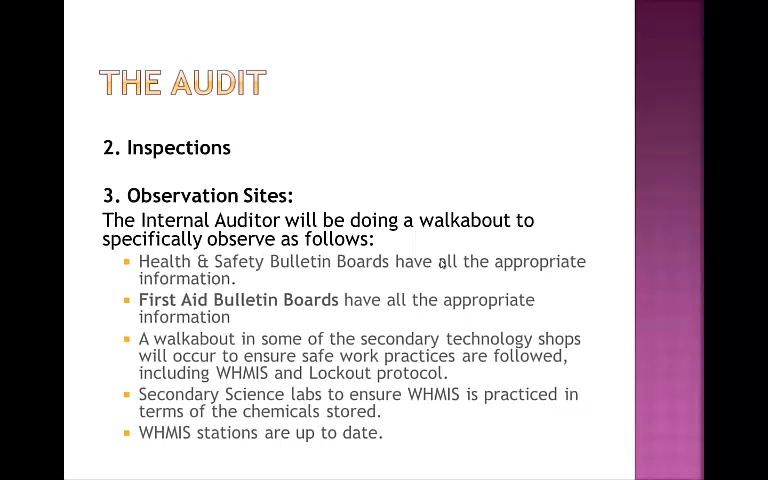 THE AUDIT
2. Inspections
3. Observation Sites:
The Internal Auditor will be doing a walkabout to
specifically observe as follows:
Health & Safety Bulletin Boards have all the appropriate
information.
First Aid Bulletin Boards have all the appropriate
information
A walkabout in some of the secondary technology shops
will occur to ensure safe work practices are followed,
including WHMIS and Lockout protocol.
Secondary Science labs to ensure WHMIS is practiced in
terms of the chemicals stored.
WHMIS stations are up to date.